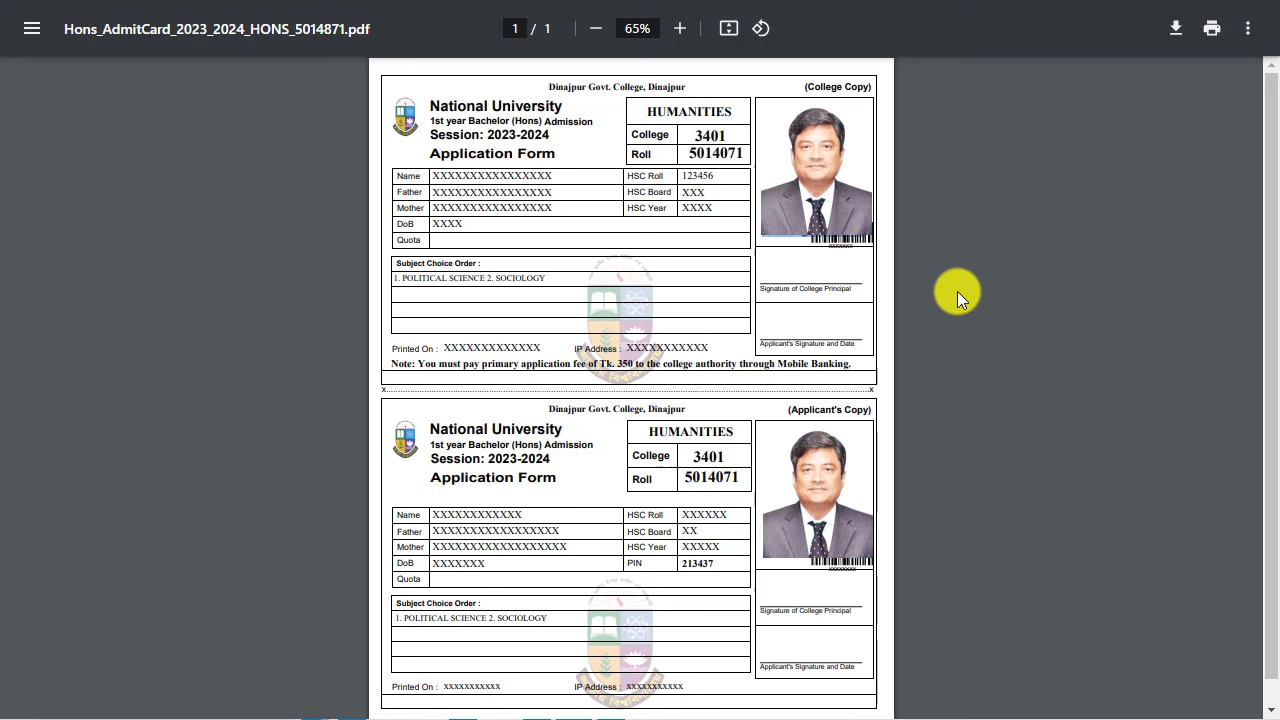 Hons_AdmitCard_2023_2024_HONS_5014871.pdf 1 / 1 65%
Dinajpur Govt. College, Dinajpur (College Copy)
National University
1st year Bachelor (Hons) Admission
Session: 2023-2024
Application Form
HUMANITIES
College 3401
Roll 5014071
Name XXXXXXXXXXXXXXXX HSC Roll 123456
Father XXXXXXXXXXXXXXXX HSC Board XXX
Mother XXXXXXXXXXXXXXXX HSC Year XXXX
DoB XXXX
Quota
XXXXXXX
Subject Choice Order :
1. POLITICAL SCIENCE 2. SOCIOLOGY
Signature of College Principal
Applicant's Signature and Date
Printed On : XXXXXXXXXXXXX IP Address : XXXXXXXXXXX
Note: You must pay primary application fee of Tk. 350 to the college authority through Mobile Banking.
x x
Dinajpur Govt. College, Dinajpur (Applicant's Copy)
National University
1st year Bachelor (Hons) Admission
Session: 2023-2024
Application Form
HUMANITIES
College 3401
Roll 5014071
Name XXXXXXXXXXXX HSC Roll XXXXXX
Father XXXXXXXXXXXXXXXXX HSC Board XX
Mother XXXXXXXXXXXXXXXXXX HSC Year XXXXX
DoB XXXXXXX PIN 213437
Quota
Subject Choice Order :
1. POLITICAL SCIENCE 2. SOCIOLOGY
Signature of College Principal
Applicant's Signature and Date
Printed On : XXXXXXXXXXX IP Address : XXXXXXXXXXX